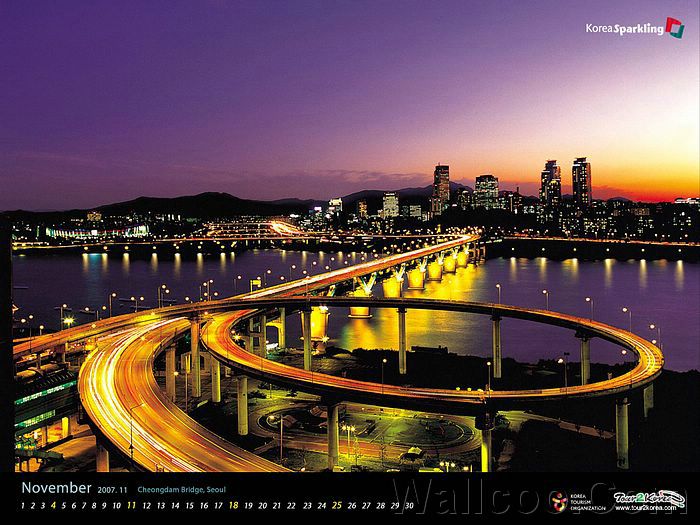 Korea Sparkling
November 2007. 11 Cheongdam Bridge, Seoul
1 2 3 4 5 6 7 8 9 10 11 12 13 14 15 16 17 18 19 20 21 22 23 24 25 26 27 28 29 30
KOREA
TOURISM
ORGANIZATION
Tour2Korea
www.tour2korea.com
Wallcoo.com